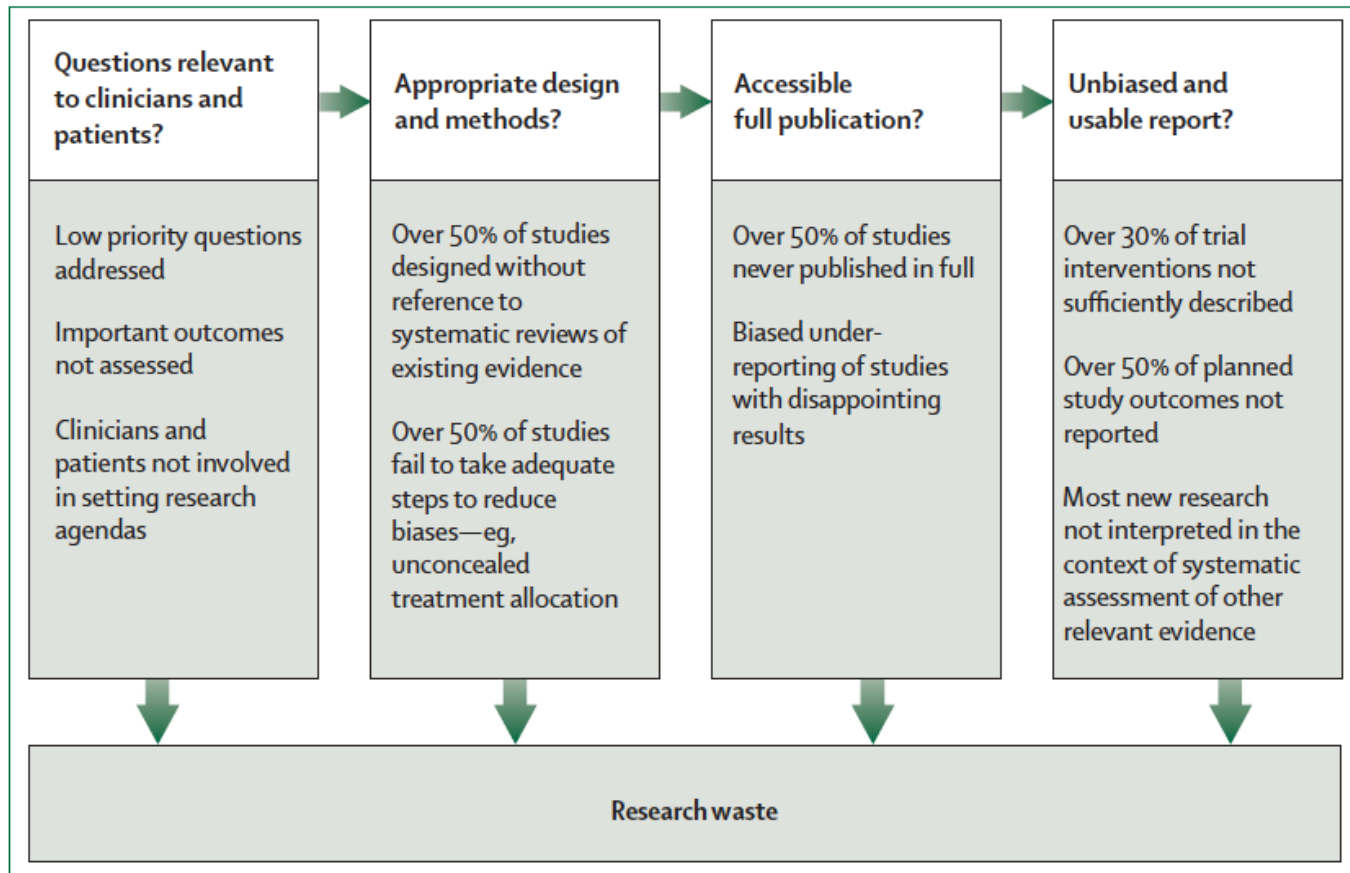 Questions relevant
to clinicians and
patients?
Low priority questions
addressed
Important outcomes
not assessed
Clinicians and
patients not involved
in setting research
agendas
Appropriate design
and methods?
Over 50% of studies
designed without
reference to
systematic reviews of
existing evidence
Over 50% of studies
fail to take adequate
steps to reduce
biases—eg,
unconcealed
treatment allocation
Accessible
full publication?
Over 50% of studies
never published in full
Biased under-
reporting of studies
with disappointing
results
Unbiased and
usable report?
Over 30% of trial
interventions not
sufficiently described
Over 50% of planned
study outcomes not
reported
Most new research
not interpreted in the
context of systematic
assessment of other
relevant evidence
Research waste